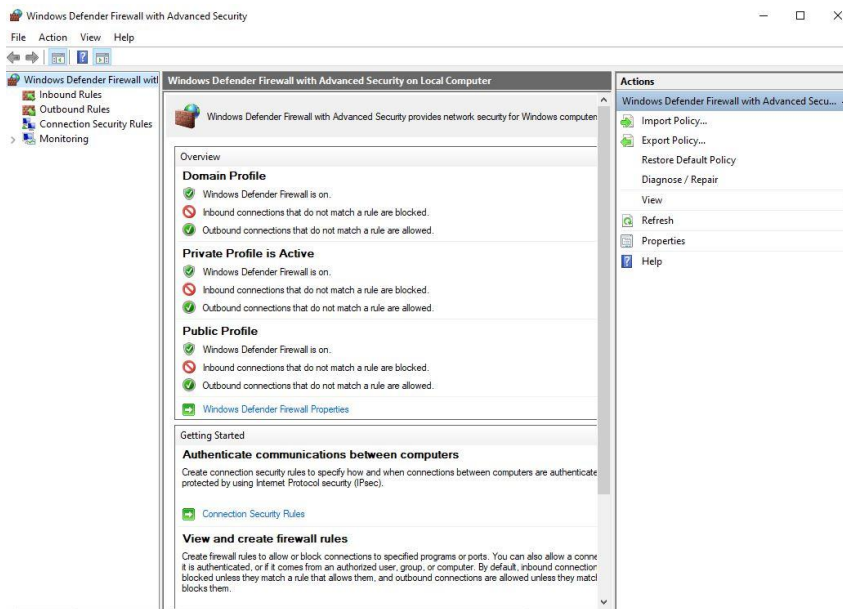 Windows Defender Firewall with Advanced Security
File Action View Help
Windows Defender Firewall with
Inbound Rules
Outbound Rules
Connection Security Rules
Monitoring
Windows Defender Firewall with Advanced Security on Local Computer
Windows Defender Firewall with Advanced Security provides network security for Windows computer
Overview
Domain Profile
Windows Defender Firewall is on.
Inbound connections that do not match a rule are blocked.
Outbound connections that do not match a rule are allowed.
Private Profile is Active
Windows Defender Firewall is on.
Inbound connections that do not match a rule are blocked.
Outbound connections that do not match a rule are allowed.
Public Profile
Windows Defender Firewall is on.
Inbound connections that do not match a rule are blocked.
Outbound connections that do not match a rule are allowed.
Windows Defender Firewall Properties
Getting Started
Authenticate communications between computers
Create connection security rules to specify how and when connections between computers are authenticate
protected by using Internet Protocol security (IPsec).
Connection Security Rules
View and create firewall rules
Create firewall rules to allow or block connections to specified programs or ports. You can also allow a conne
it is authenticated, or if it comes from an authorized user, group, or computer. By default, inbound connection
blocked unless they match a rule that allows them, and outbound connections are allowed unless they match
blocks them.
Actions
Windows Defender Firewall with Advanced Secu...
Import Policy...
Export Policy...
Restore Default Policy
Diagnose / Repair
View
Refresh
Properties
Help